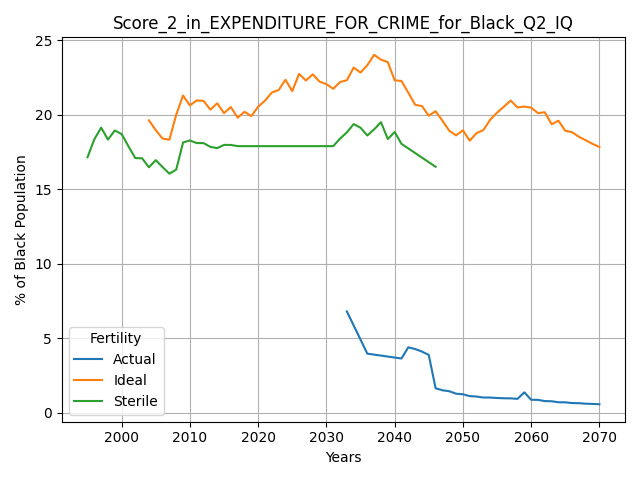 Score_2_in_EXPENDITURE_FOR_CRIME_for_Black_Q2_IQ
25
20
15
10
5
0
% of Black Population
Fertility
Actual
Ideal
Sterile
2000 2010 2020 2030 2040 2050 2060 2070
Years